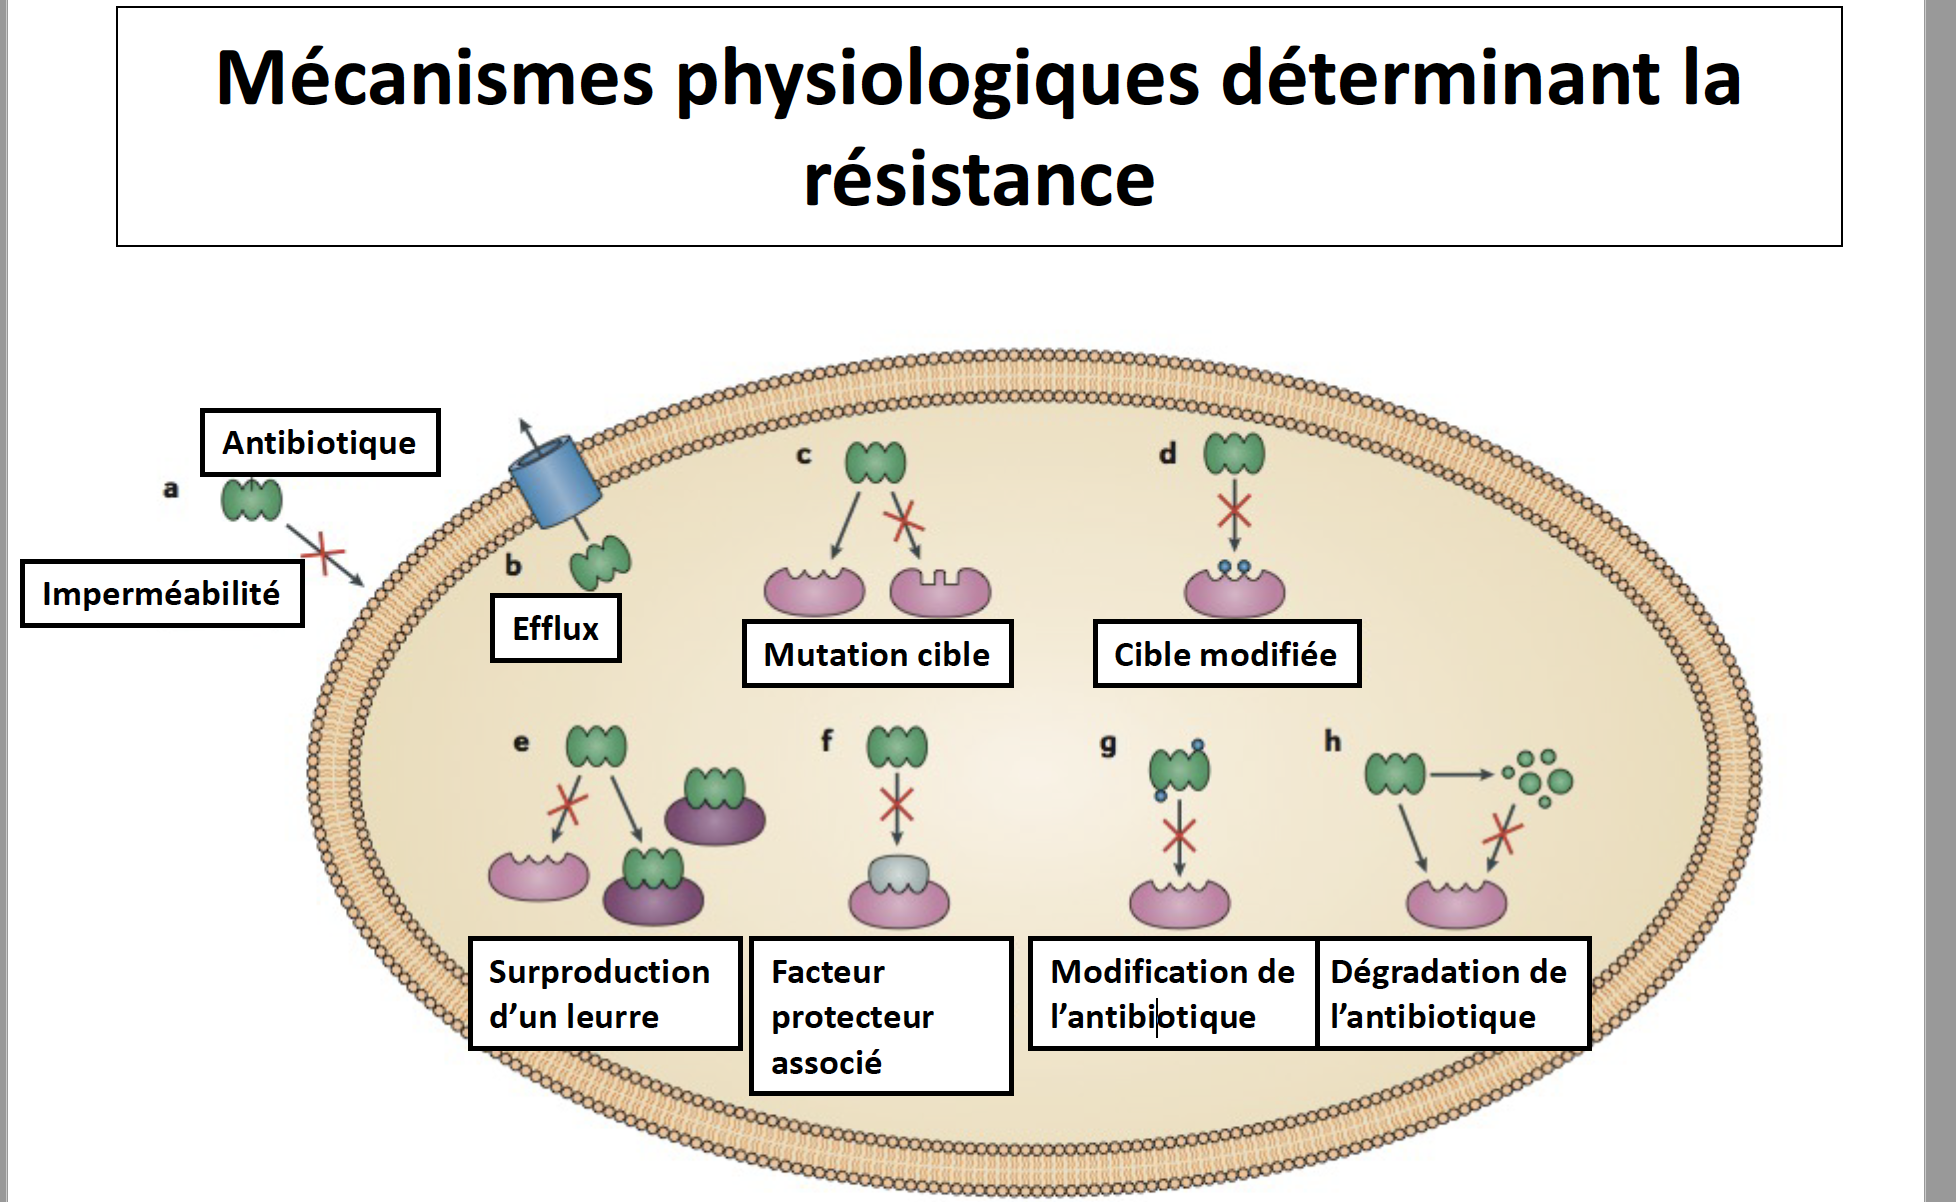 Mécanismes physiologiques déterminant la
résistance
Antibiotique
a
Imperméabilité
b
Efflux
c
Mutation cible
d
Cible modifiée
e
Surproduction
d’un leurre
f
Facteur
protecteur
associé
g
Modification de
l’antibiotique
h
Dégradation de
l’antibiotique